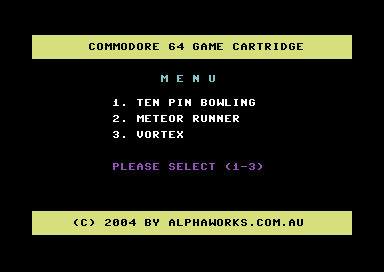 COMMODORE 64 GAME CARTRIDGE
M E N U
1. TEN PIN BOWLING
2. METEOR RUNNER
3. VORTEX
PLEASE SELECT (1-3)
(C) 2004 BY ALPHAWORKS.COM.AU